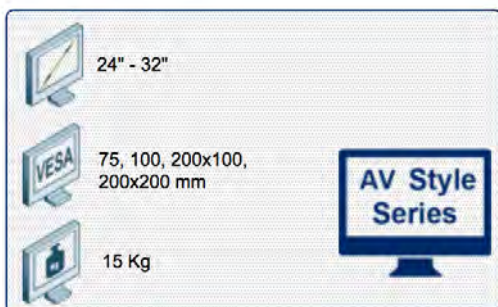 24" - 32"
VESA
75, 100, 200x100,
200x200 mm
AV Style
Series
15 Kg